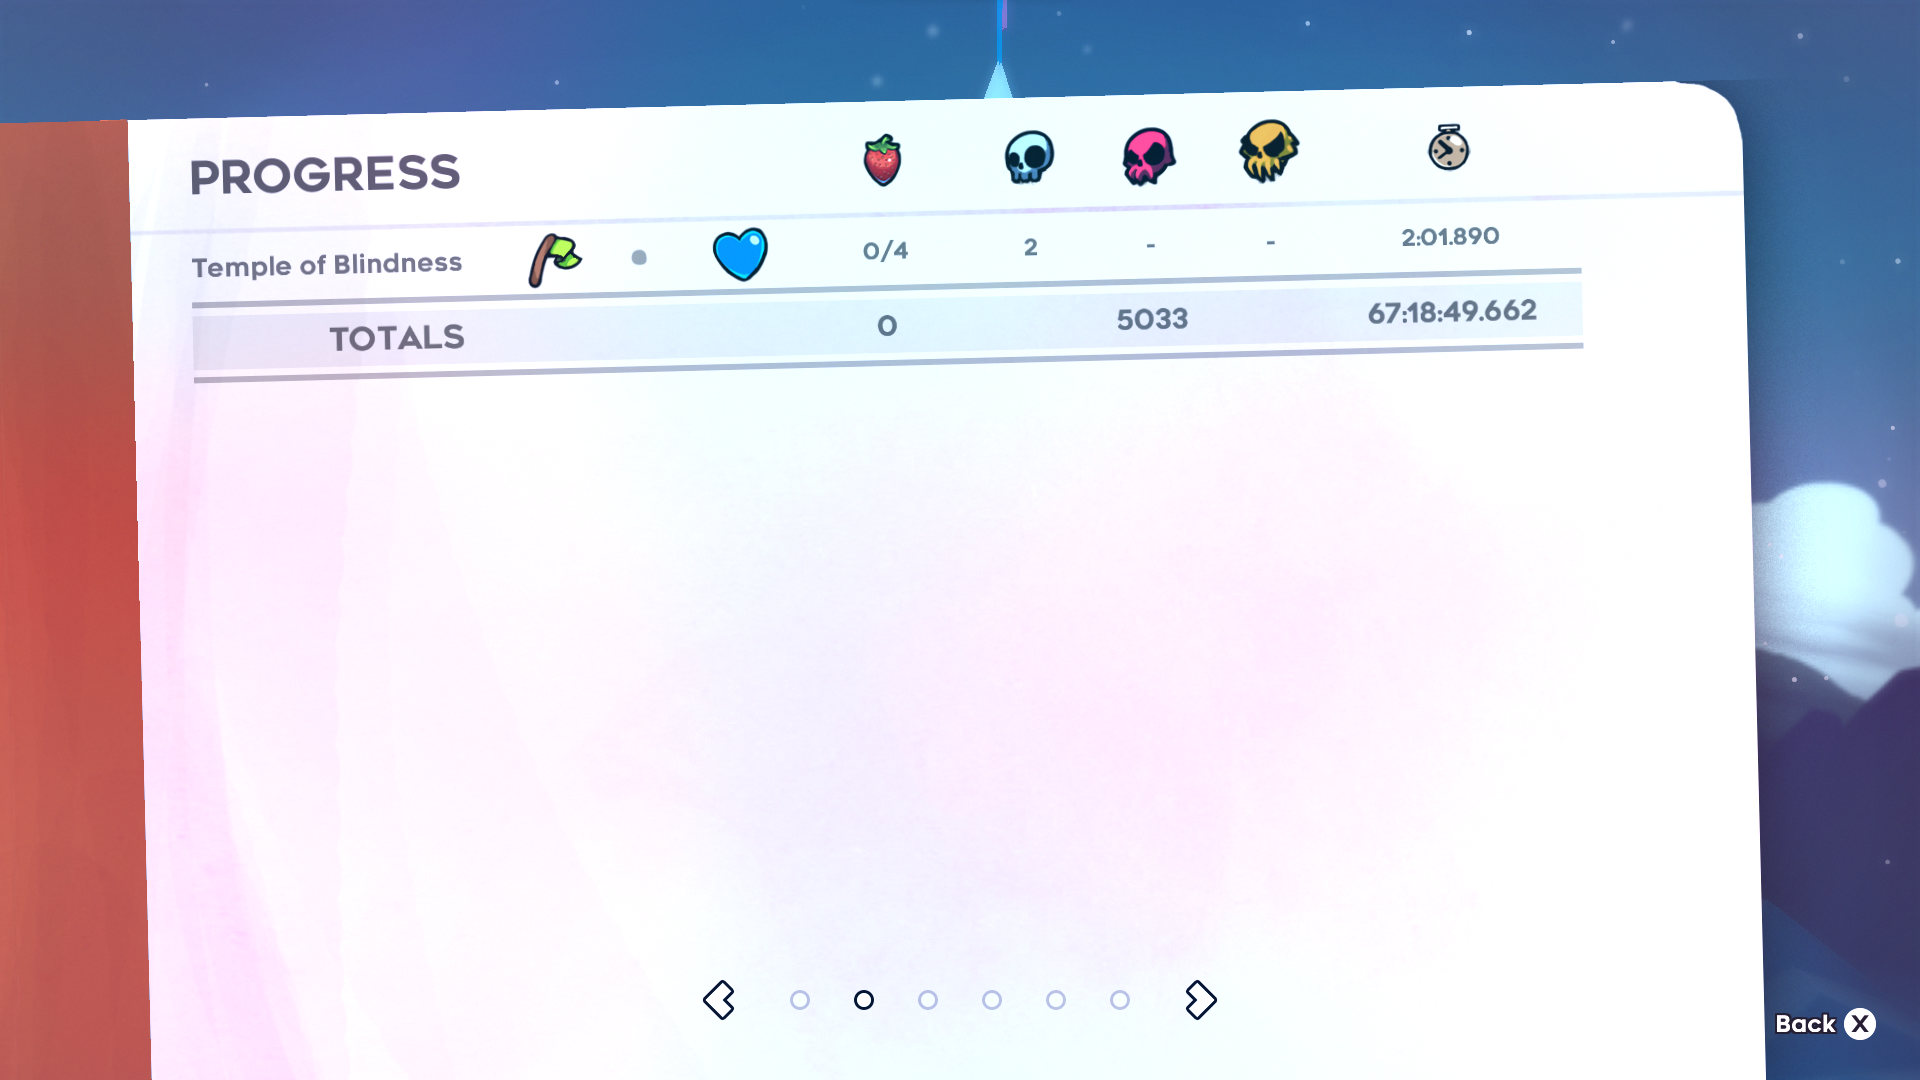 PROGRESS
Temple of Blindness 0/4 2 - - 2:01.890
TOTALS 0 5033 67:18:49.662
Back X